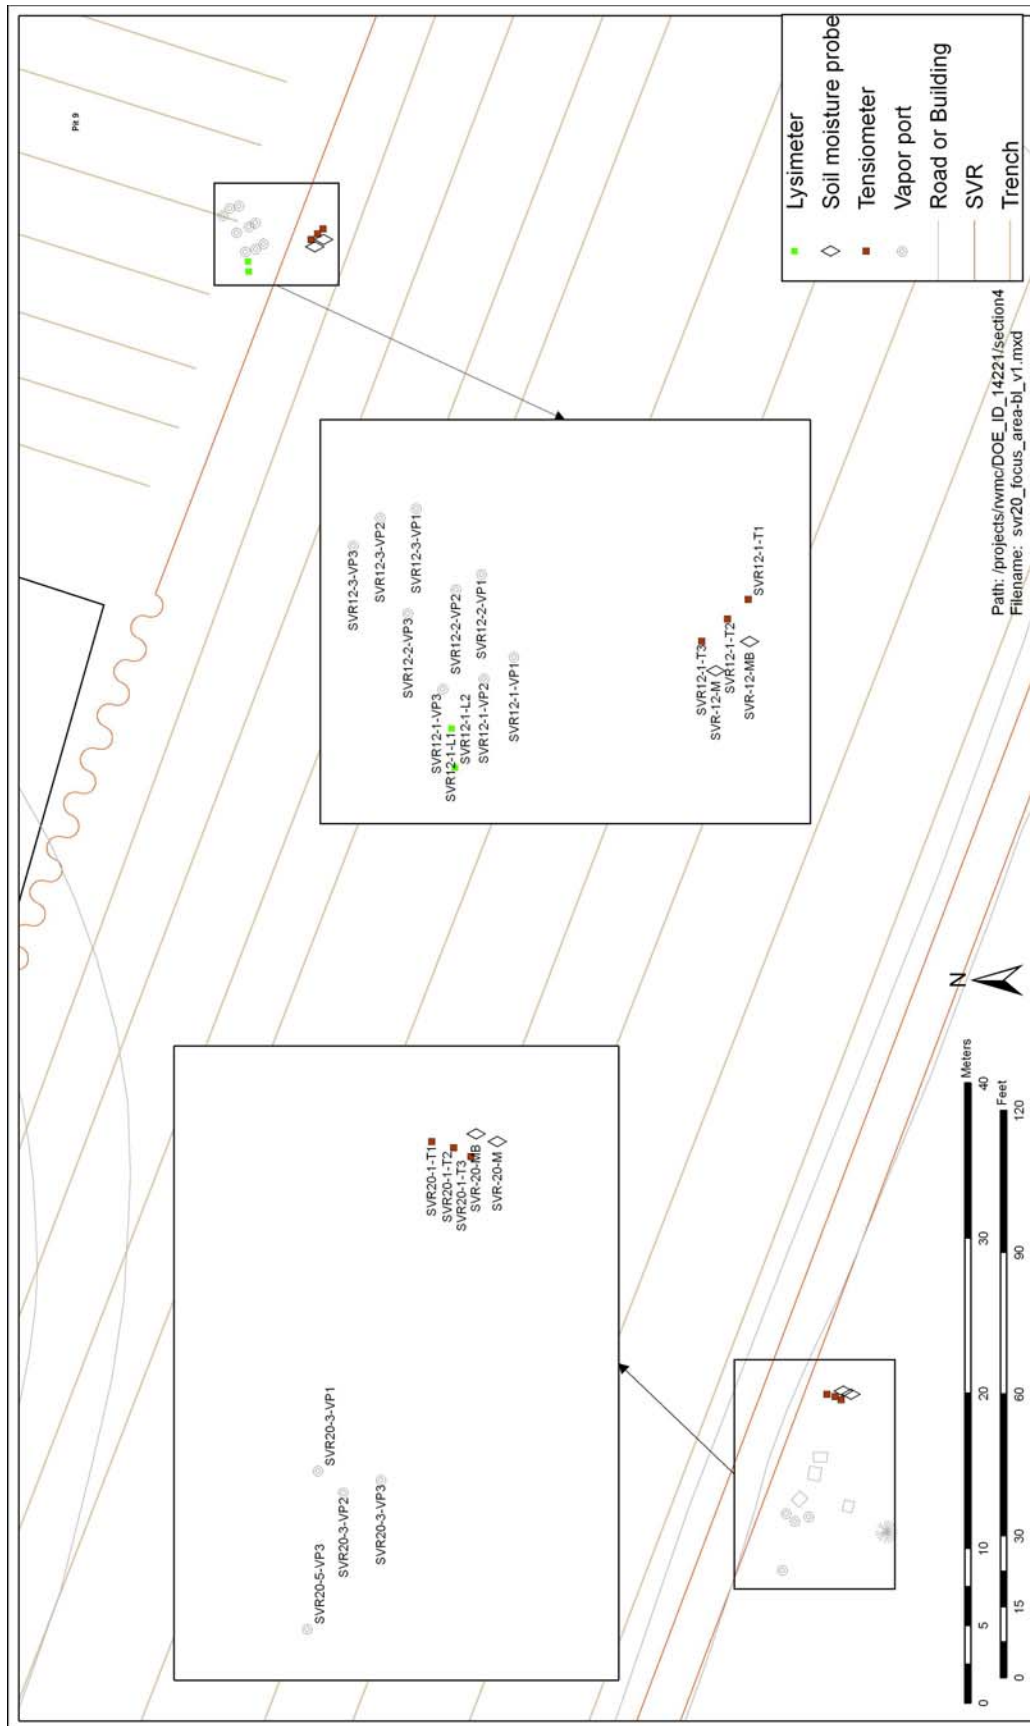 Pit 9
SVR20-5-VP3
SVR20-3-VP1
SVR20-3-VP2
SVR20-3-VP3
SVR20-1-T1
SVR20-1-T2
SVR20-1-T3
SVR-20-MB
SVR-20-M
SVR12-3-VP3
SVR12-3-VP2
SVR12-3-VP1
SVR12-2-VP3
SVR12-2-VP2
SVR12-2-VP1
SVR12-1-VP3
SVR12-1-L1
SVR12-1-L2
SVR12-1-VP2
SVR12-1-VP1
SVR12-1-T3
SVR-12-M
SVR12-1-T2
SVR-12-MB
SVR12-1-T1
Lysimeter
Soil moisture probe
Tensiometer
Vapor port
Road or Building
SVR
Trench
N
Meters
0 5 10 20 30 40
Feet
0 15 30 60 90 120
Path: /projects/rwmc/DOE_ID_14221/section4
Filename: svr20_focus_area-bl_v1.mxd